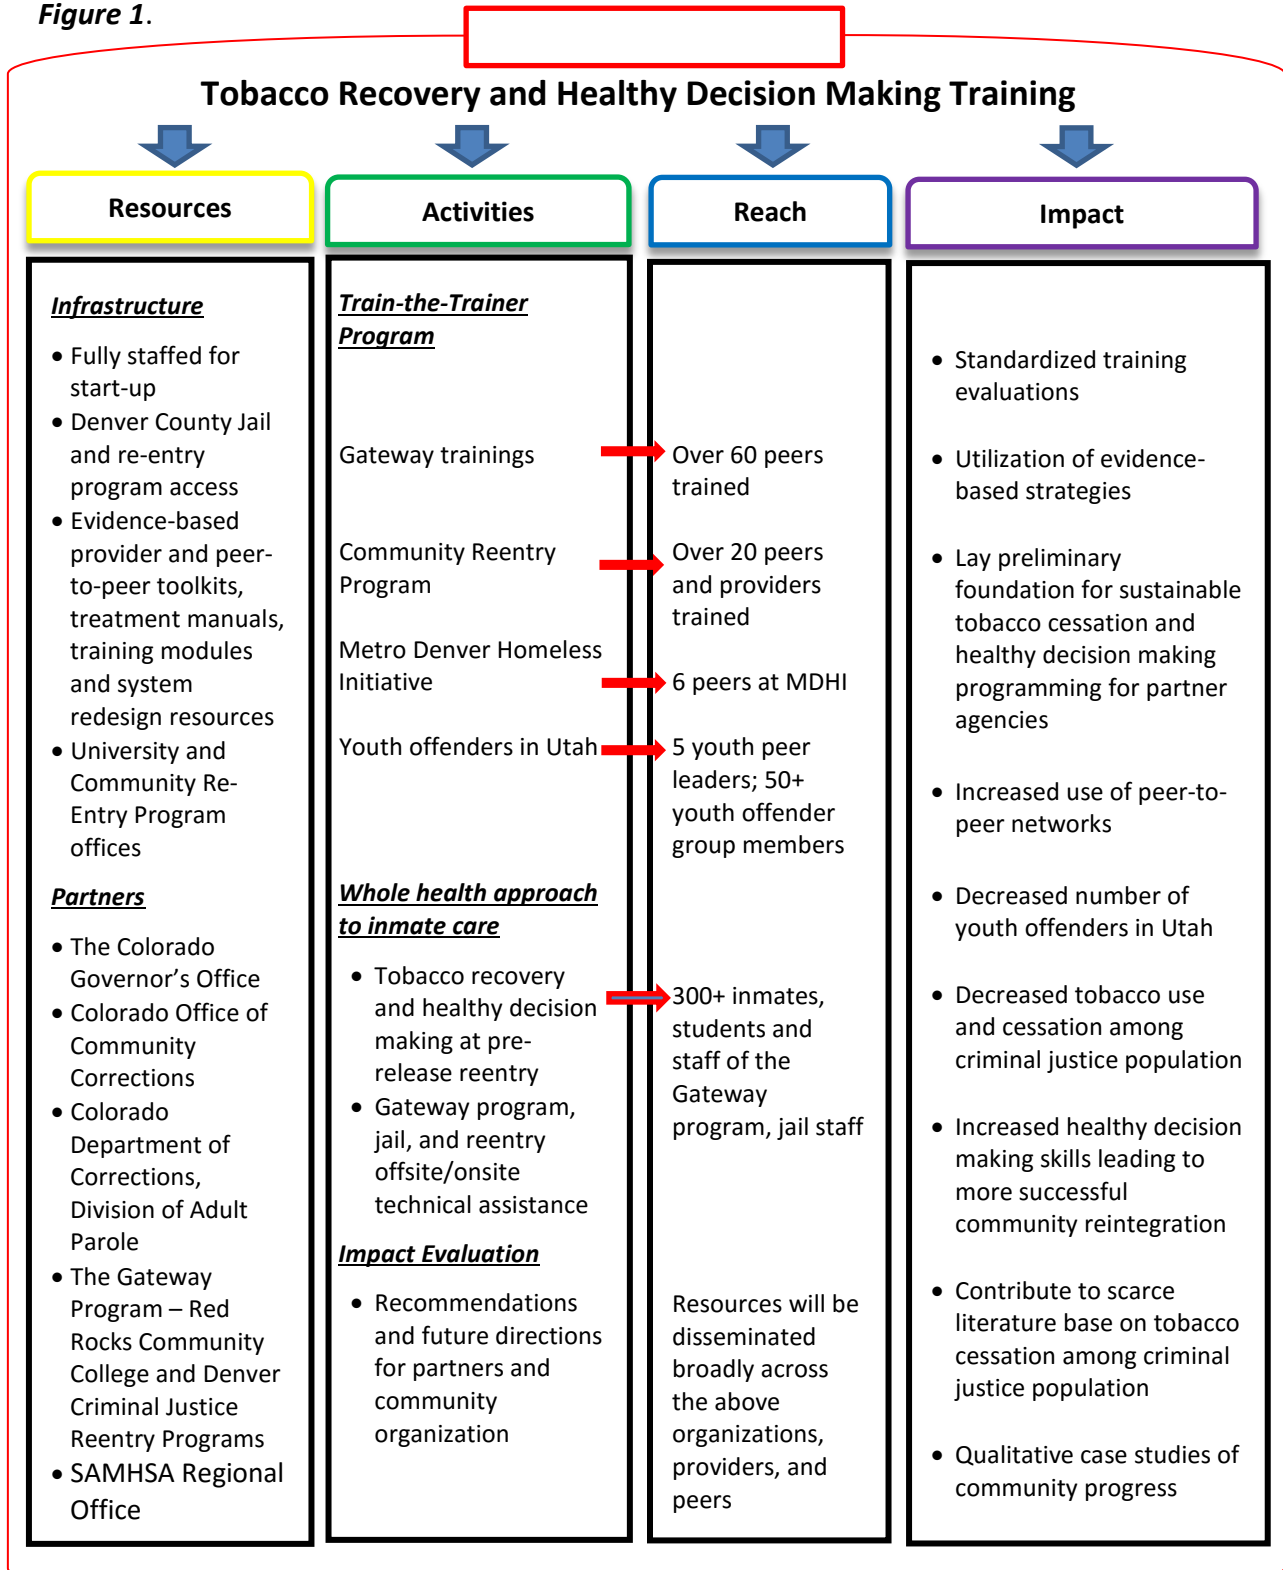 Figure 1.
Tobacco Recovery and Healthy Decision Making Training
Resources
Infrastructure
• Fully staffed for
start-up
• Denver County Jail
and re-entry
program access
• Evidence-based
provider and peer-
to-peer toolkits,
treatment manuals,
training modules
and system
redesign resources
• University and
Community Re-
Entry Program
offices
Partners
• The Colorado
Governor’s Office
• Colorado Office of
Community
Corrections
• Colorado
Department of
Corrections,
Division of Adult
Parole
• The Gateway
Program – Red
Rocks Community
College and Denver
Criminal Justice
Reentry Programs
• SAMHSA Regional
Office
Activities
Train-the-Trainer
Program
Gateway trainings
Community Reentry
Program
Metro Denver Homeless
Initiative
Youth offenders in Utah
Whole health approach
to inmate care
• Tobacco recovery
and healthy decision
making at pre-
release reentry
• Gateway program,
jail, and reentry
offsite/onsite
technical assistance
Impact Evaluation
• Recommendations
and future directions
for partners and
community
organization
Reach
Over 60 peers
trained
Over 20 peers
and providers
trained
6 peers at MDHI
5 youth peer
leaders; 50+
youth offender
group members
300+ inmates,
students and
staff of the
Gateway
program, jail staff
Resources will be
disseminated
broadly across
the above
organizations,
providers, and
peers
Impact
• Standardized training
evaluations
• Utilization of evidence-
based strategies
• Lay preliminary
foundation for sustainable
tobacco cessation and
healthy decision making
programming for partner
agencies
• Increased use of peer-to-
peer networks
• Decreased number of
youth offenders in Utah
• Decreased tobacco use
and cessation among
criminal justice population
• Increased healthy decision
making skills leading to
more successful
community reintegration
• Contribute to scarce
literature base on tobacco
cessation among criminal
justice population
• Qualitative case studies of
community progress